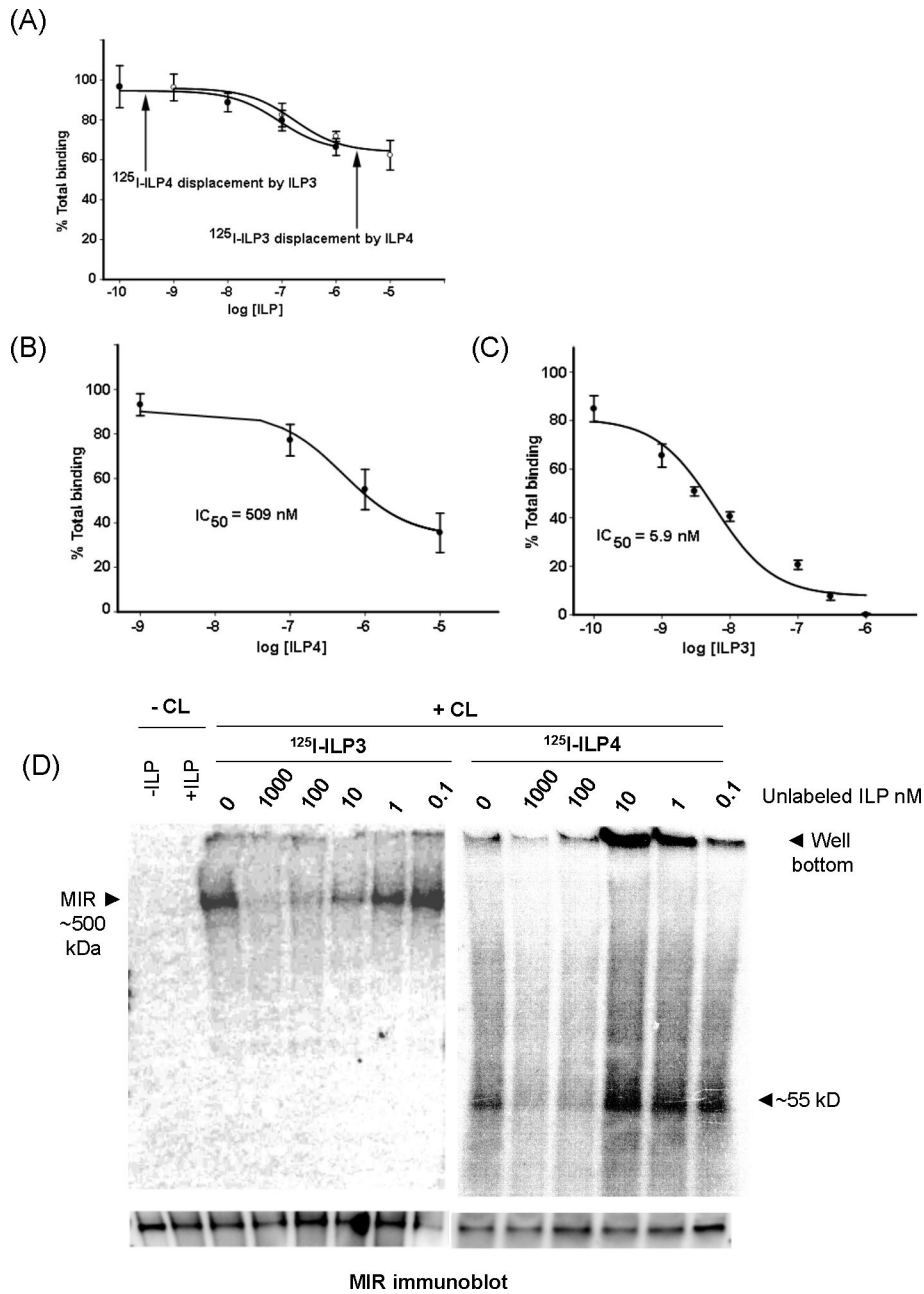 (A)
100
80
60
40
20
0
% Total binding
125I-ILP4 displacement by ILP3
125I-ILP3 displacement by ILP4
-10 -9 -8 -7 -6 -5
log [ILP]
(B)
100
80
60
40
20
0
% Total binding
IC50 = 509 nM
-9 -7 -6 -5
log [ILP4]
(C)
100
80
60
40
20
0
% Total binding
IC50 = 5.9 nM
-10 -9 -8 -7 -6
log [ILP3]
(D)
- CL
+ CL
125I-ILP3
125I-ILP4
-ILP +ILP 0 1000 100 10 1 0.1 0 1000 100 10 1 0.1 Unlabeled ILP nM
◄ Well
bottom
MIR ►
~500
kDa
◄~55 kD
MIR immunoblot